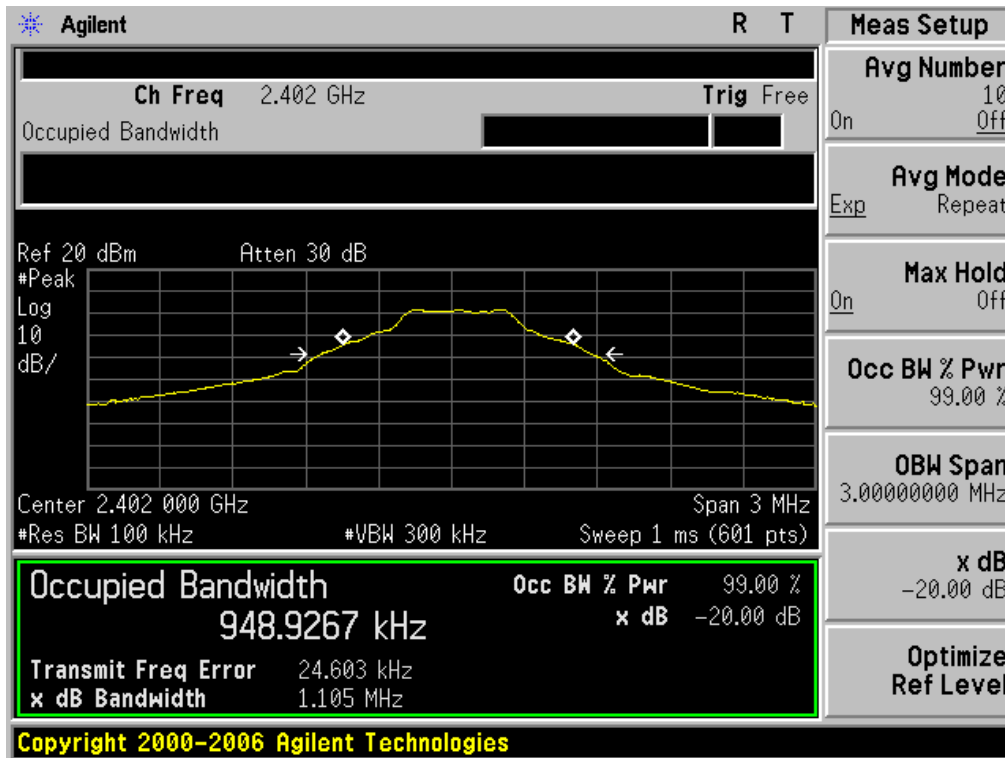 Agilent R T
Ch Freq 2.402 GHz Trig Free
Occupied Bandwidth
Ref 20 dBm Atten 30 dB
#Peak
Log
10
dB/
Center 2.402 000 GHz Span 3 MHz
#Res BW 100 kHz #VBW 300 kHz Sweep 1 ms (601 pts)
Occupied Bandwidth Occ BW % Pwr 99.00 %
948.9267 kHz x dB -20.00 dB
Transmit Freq Error 24.603 kHz
x dB Bandwidth 1.105 MHz
Copyright 2000-2006 Agilent Technologies
Meas Setup
Avg Number
10
On Off
Avg Mode
Exp Repeat
Max Hold
On Off
Occ BW % Pwr
99.00 %
OBW Span
3.00000000 MHz
x dB
-20.00 dB
Optimize
Ref Level